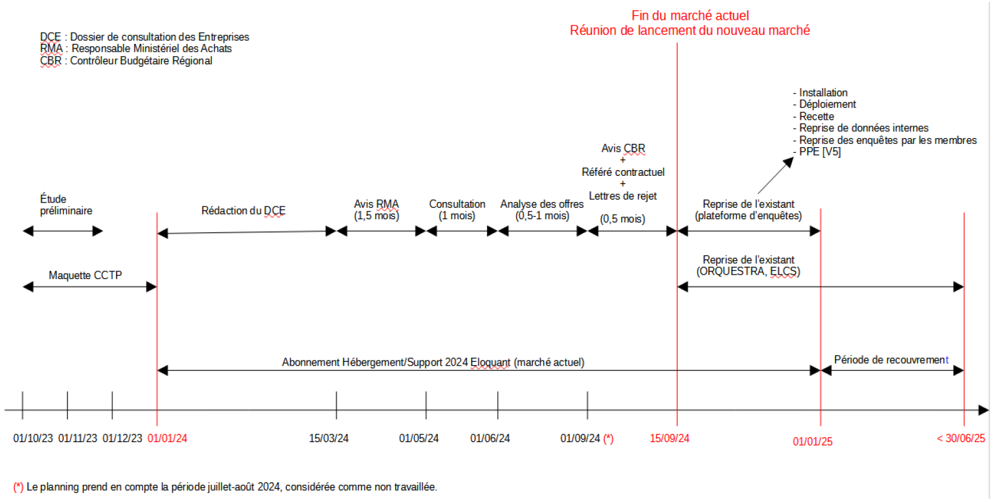 Fin du marché actuel
Réunion de lancement du nouveau marché
DCE : Dossier de consultation des Entreprises
RMA : Responsable Ministériel des Achats
CBR : Contrôleur Budgétaire Régional
- Installation
- Déploiement
- Recette
- Reprise de données internes
- Reprise des enquêtes par les membres
- PPE [V5]
Avis CBR
+
Référé contractuel
+
Lettres de rejet
(0,5 mois)
Étude
préliminaire
Rédaction du DCE
Avis RMA
(1,5 mois)
Consultation
(1 mois)
Analyse des offres
(0,5-1 mois)
Reprise de l'existant
(plateforme d'enquêtes)
Maquette CCTP
Reprise de l'existant
(ORQUESTRA, ELCS)
Abonnement Hébergement/Support 2024 Eloquant (marché actuel)
Période de recouvrement
01/10/23 01/11/23 01/12/23 01/01/24 15/03/24 01/05/24 01/06/24 01/09/24 (*) 15/09/24 01/01/25 < 30/06/25
(*) Le planning prend en compte la période juillet-août 2024, considérée comme non travaillée.